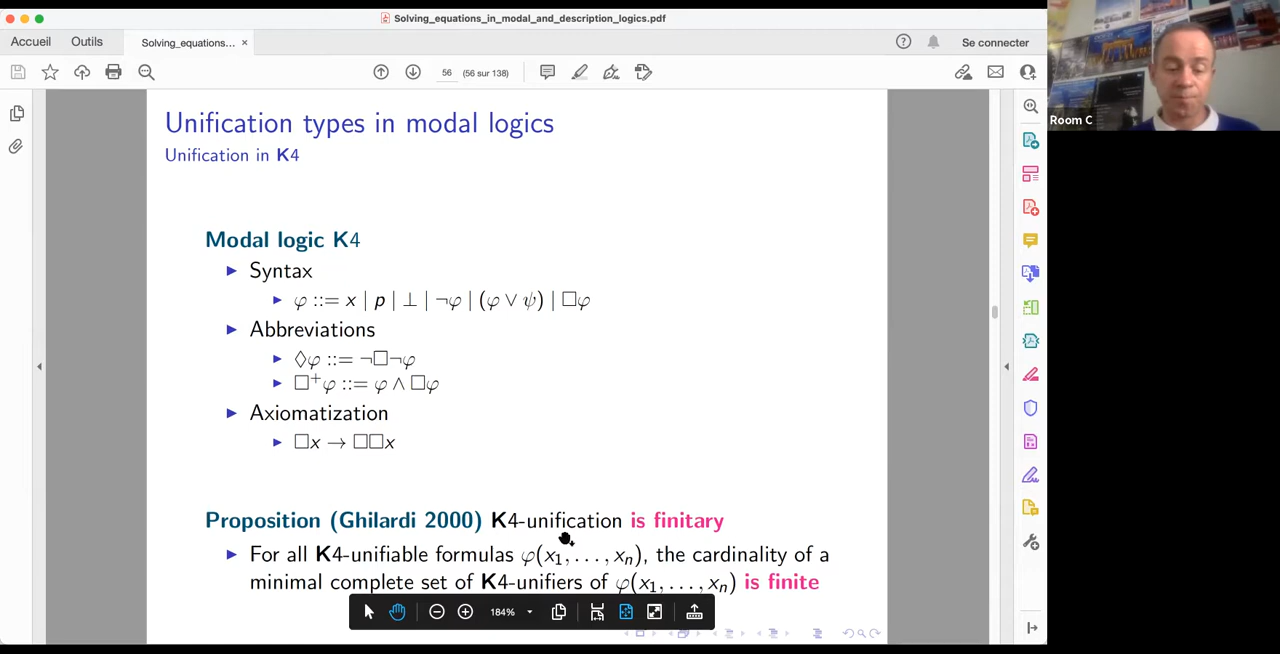 Solving_equations_in_modal_and_description_logics.pdf
Accueil Outils Solving_equations... × Se connecter
56 (56 sur 138)
Room C
Unification types in modal logics
Unification in K4
Modal logic K4
Syntax
φ ::= x | p | ⊥ | ¬φ | (φ ∨ ψ) | □φ
Abbreviations
◊φ ::= ¬□¬φ
□⁺φ ::= φ ∧ □φ
Axiomatization
□x → □□x
Proposition (Ghilardi 2000) K4-unification is finitary
For all K4-unifiable formulas φ(x₁, . . . , xₙ), the cardinality of a
minimal complete set of K4-unifiers of φ(x₁, . . . , xₙ) is finite
184%